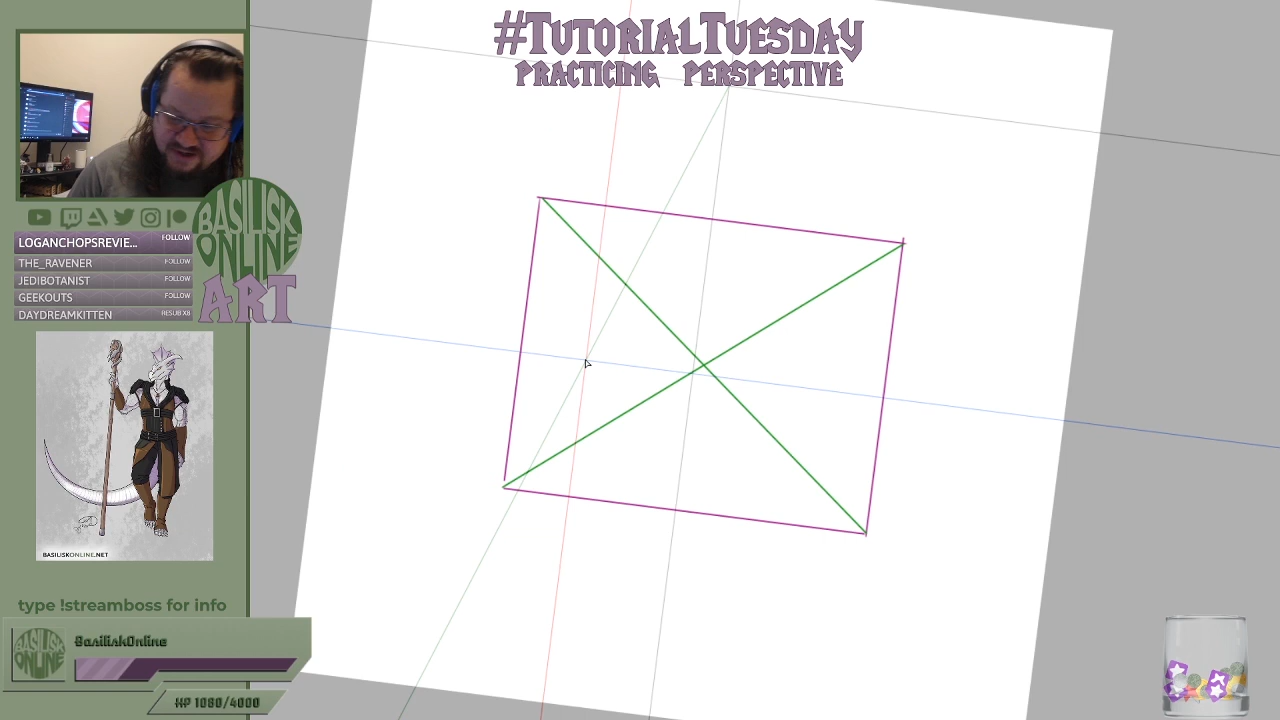 #TUTORIALTUESDAY
PRACTICING PERSPECTIVE
BASILISK
ONLINE
ART
LOGANCHOPSREVIE... FOLLOW
THE_RAVENER FOLLOW
JEDIBOTANIST FOLLOW
GEEKOUTS FOLLOW
DAYDREAMKITTEN RESUB X8
BASILISKONLINE.NET
type !streamboss for info
BASILISK
ONLINE
BasiliskOnline
HP 1080/4000